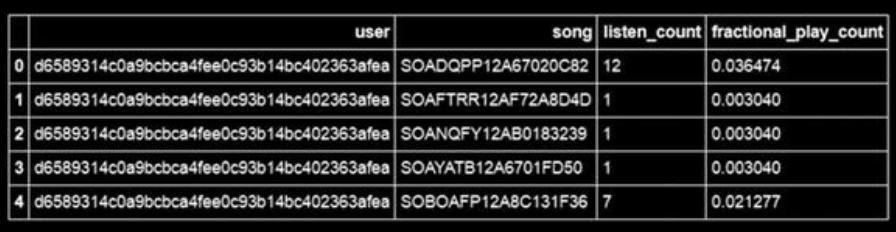 user song listen_count fractional_play_count
0 d6589314c0a9bcbca4fee0c93b14bc402363afea SOADQPP12A67020C82 12 0.036474
1 d6589314c0a9bcbca4fee0c93b14bc402363afea SOAFTRR12AF72A8D4D 1 0.003040
2 d6589314c0a9bcbca4fee0c93b14bc402363afea SOANQFY12AB0183239 1 0.003040
3 d6589314c0a9bcbca4fee0c93b14bc402363afea SOAYATB12A6701FD50 1 0.003040
4 d6589314c0a9bcbca4fee0c93b14bc402363afea SOBOAFP12A8C131F36 7 0.021277